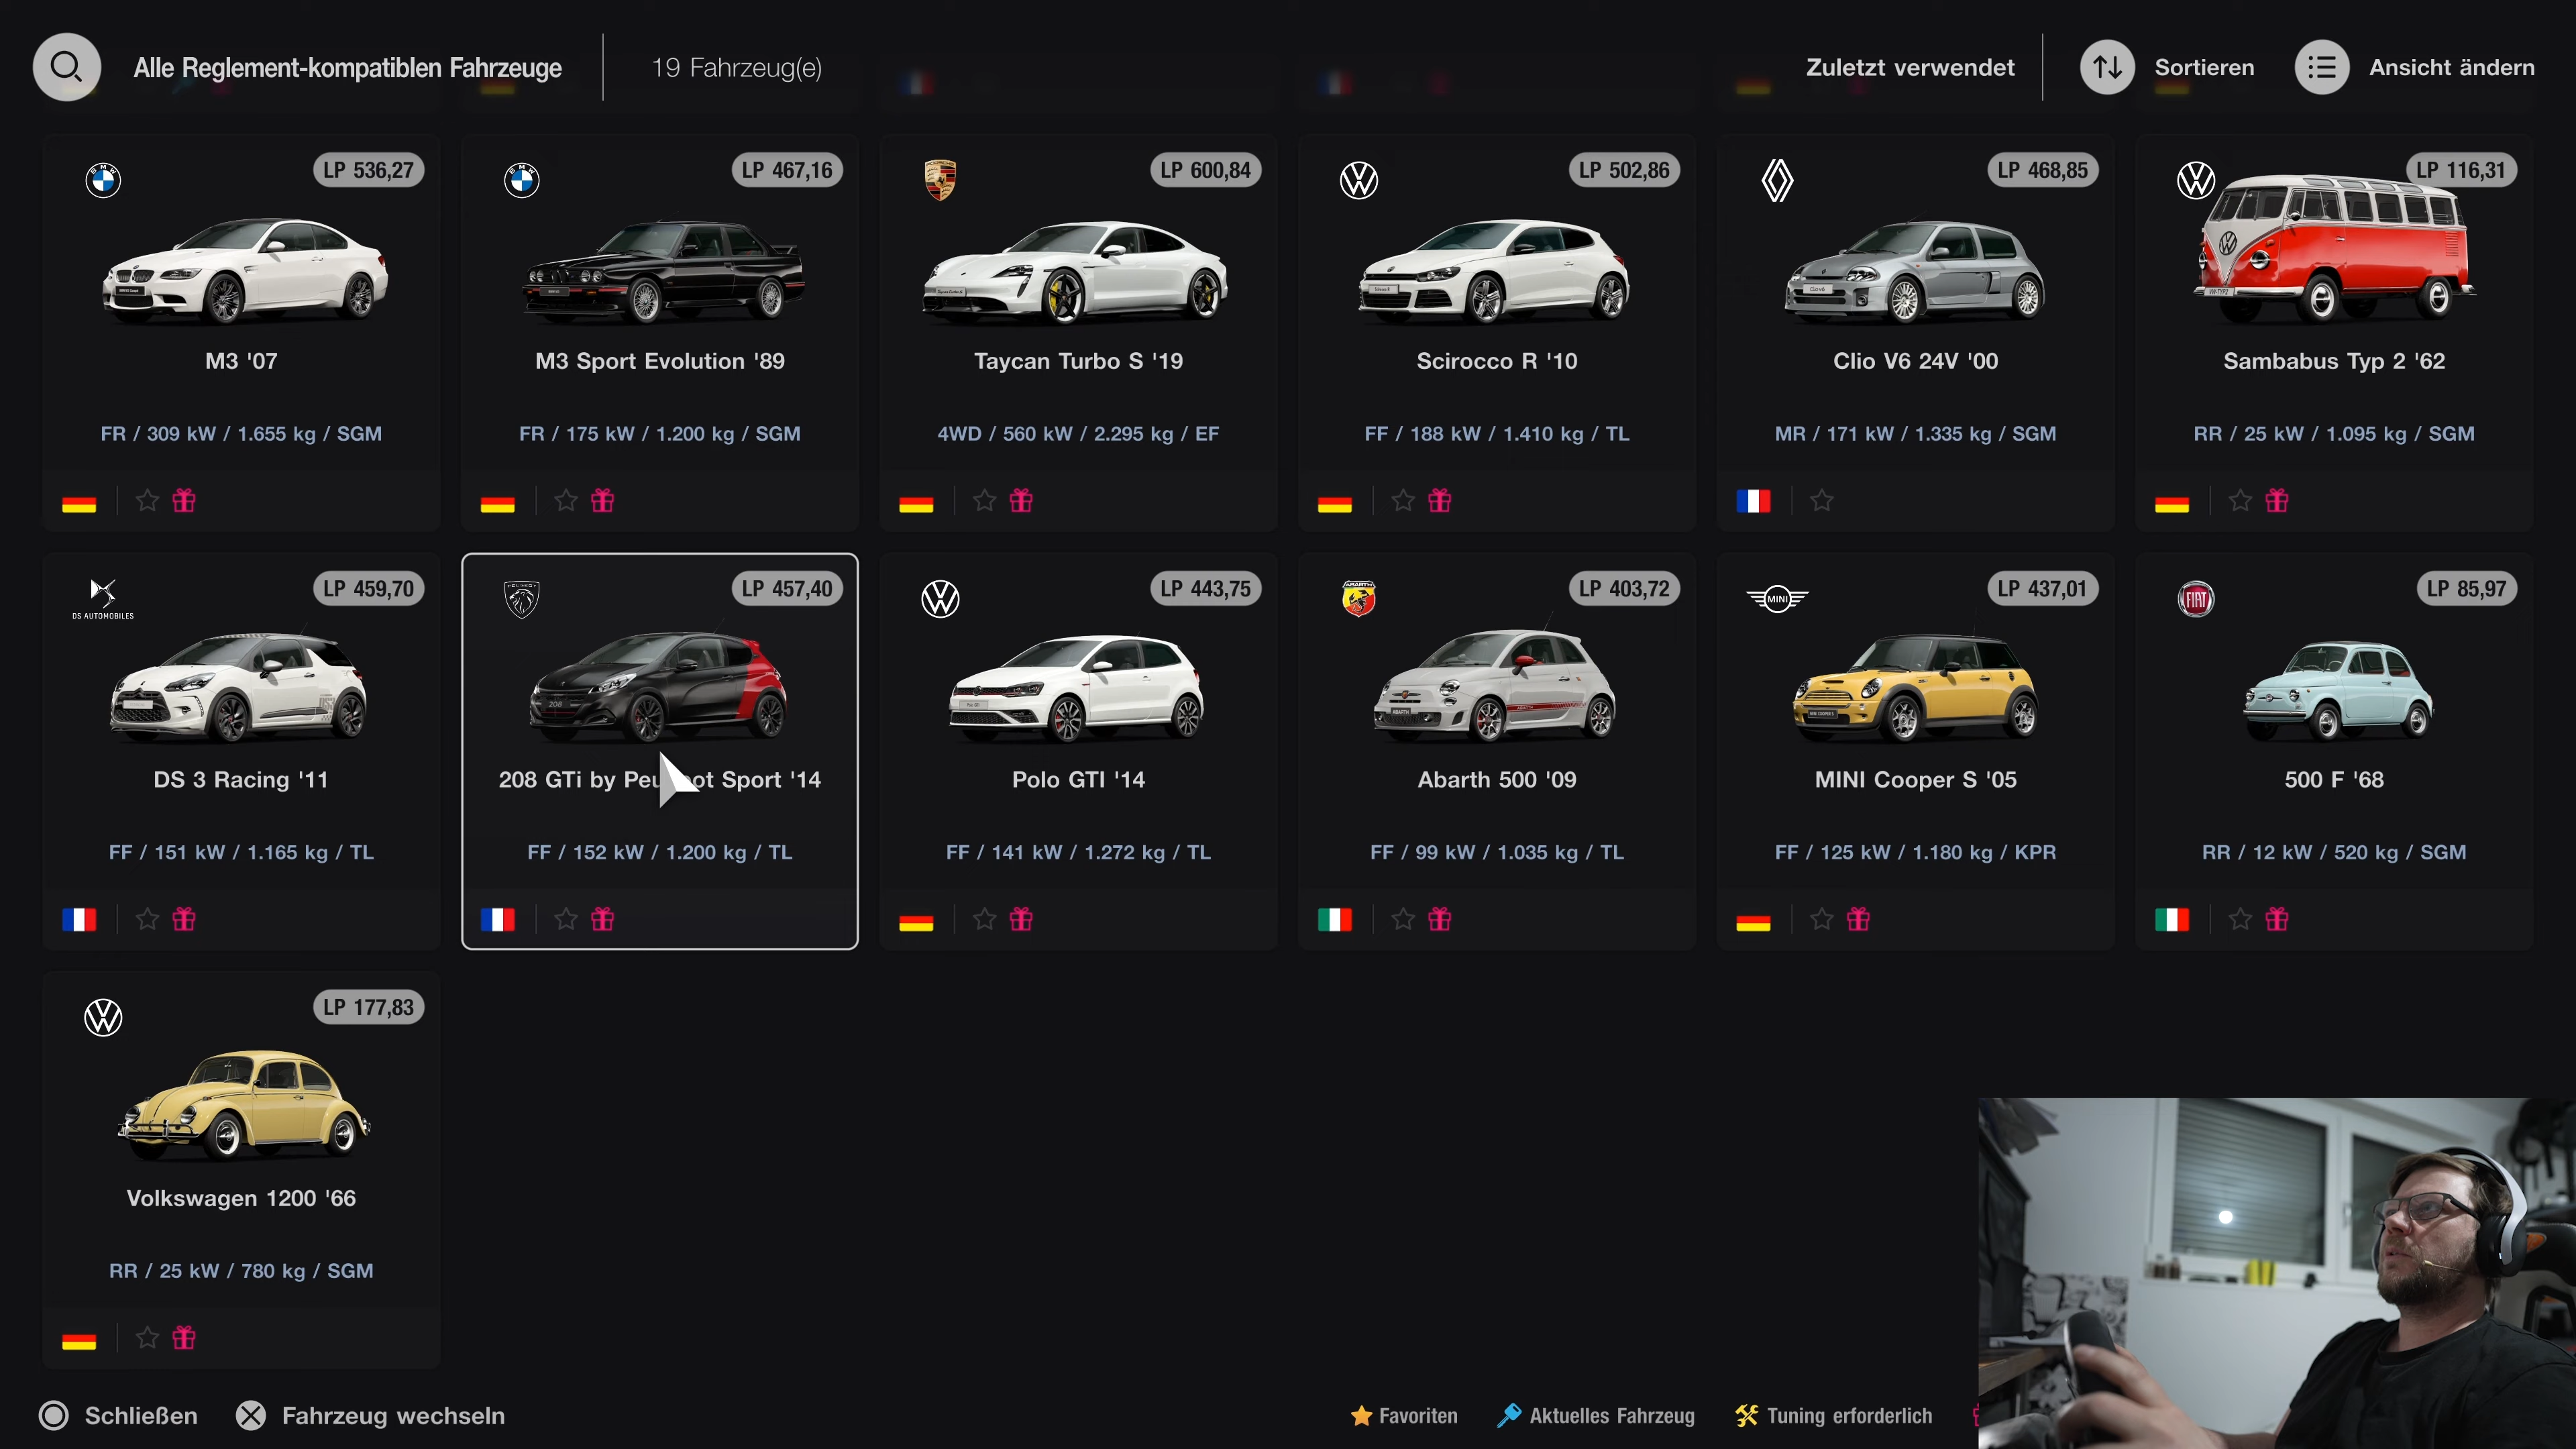 Alle Reglement-kompatiblen Fahrzeuge
19 Fahrzeug(e)
Zuletzt verwendet
Sortieren
Ansicht ändern
LP 536,27
M3 '07
FR / 309 kW / 1.655 kg / SGM
LP 467,16
M3 Sport Evolution '89
FR / 175 kW / 1.200 kg / SGM
LP 600,84
Taycan Turbo S '19
4WD / 560 kW / 2.295 kg / EF
LP 502,86
Scirocco R '10
FF / 188 kW / 1.410 kg / TL
LP 468,85
Clio V6 24V '00
MR / 171 kW / 1.335 kg / SGM
LP 116,31
Sambabus Typ 2 '62
RR / 25 kW / 1.095 kg / SGM
DS AUTOMOBILES
LP 459,70
DS 3 Racing '11
FF / 151 kW / 1.165 kg / TL
PEUGEOT
LP 457,40
208
208 GTi by Peu ot Sport '14
FF / 152 kW / 1.200 kg / TL
LP 443,75
Polo GTI '14
FF / 141 kW / 1.272 kg / TL
ABARTH
LP 403,72
ABARTH
Abarth 500 '09
FF / 99 kW / 1.035 kg / TL
MINI
LP 437,01
MINI Cooper S '05
FF / 125 kW / 1.180 kg / KPR
FIAT
LP 85,97
500 F '68
RR / 12 kW / 520 kg / SGM
LP 177,83
Volkswagen 1200 '66
RR / 25 kW / 780 kg / SGM
Schließen
Fahrzeug wechseln
Favoriten
Aktuelles Fahrzeug
Tuning erforderlich